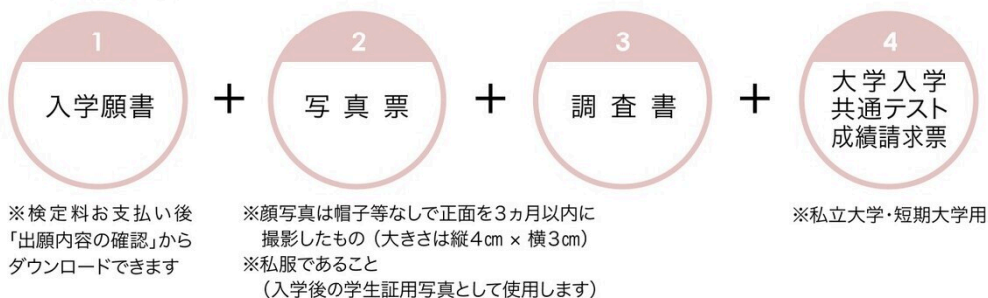 1
入学願書
+
2
写真票
+
3
調査書
+
4
大学入学
共通テスト
成績請求票
※検定料お支払い後
「出願内容の確認」から
ダウンロードできます
※顔写真は帽子等なしで正面を3ヵ月以内に
撮影したもの（大きさは縦4㎝ × 横3㎝）
※私服であること
（入学後の学生証用写真として使用します）
※私立大学・短期大学用